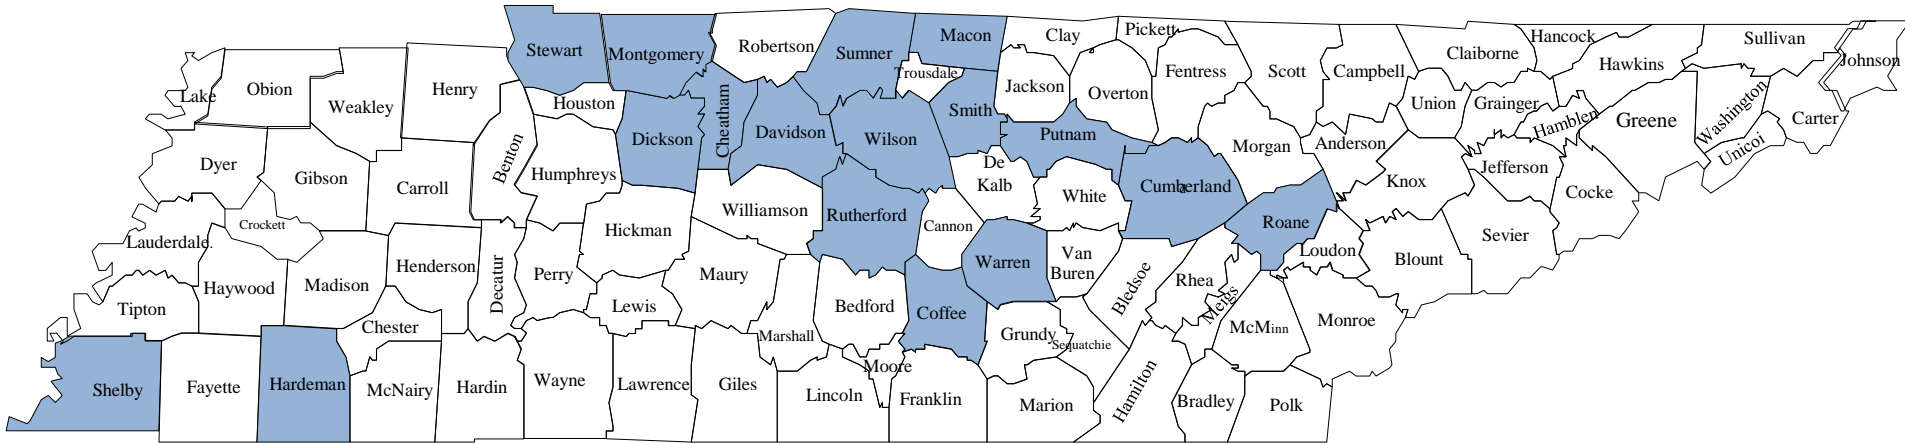 Stewart
Montgomery
Robertson
Sumner
Macon
Clay
Pickett
Scott
Campbell
Claiborne
Hancock
Hawkins
Sullivan
Johnson
Lake
Obion
Weakley
Henry
Houston
Cheatham
Trousdale
Jackson
Overton
Fentress
Union
Grainger
Hamblen
Greene
Washington
Carter
Unicoi
Dyer
Gibson
Carroll
Benton
Humphreys
Dickson
Davidson
Wilson
Smith
Putnam
Morgan
Anderson
Knox
Jefferson
Cocke
De
Kalb
White
Cumberland
d
Roane
Crockett
Lauderdale.
Hickman
Williamson
Rutherford
Cannon
Loudon
Blount
Sevier
Haywood
Madison
Henderson
Decatur
Perry
Maury
Warren
Van
Buren
Bledsoe
Rhea
Meigs
Tipton
Chester
Lewis
Bedford
Coffee
Marshall
Grundy
Sequatchie
McMinn
Monroe
Shelby
Fayette
Hardeman
McNairy
Hardin
Wayne
Lawrence
Giles
Lincoln
Moore
Franklin
Marion
Hamilton
Bradley
Polk